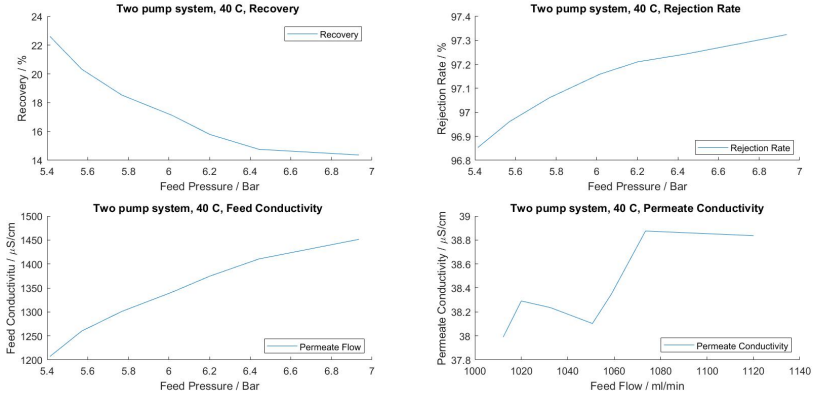 Two pump system, 40 C, Recovery
24
22
20
18
16
14
Recovery / %
Recovery
5.4 5.6 5.8 6 6.2 6.4 6.6 6.8 7
Feed Pressure / Bar
Two pump system, 40 C, Rejection Rate
97.4
97.3
97.2
97.1
97
96.9
96.8
Rejection Rate / %
Rejection Rate
5.4 5.6 5.8 6 6.2 6.4 6.6 6.8 7
Feed Pressure / Bar
Two pump system, 40 C, Feed Conductivity
1500
1450
1400
1350
1300
1250
1200
Feed Conductivitu / μS/cm
Permeate Flow
5.4 5.6 5.8 6 6.2 6.4 6.6 6.8 7
Feed Pressure / Bar
Two pump system, 40 C, Permeate Conductivity
39
38.8
38.6
38.4
38.2
38
37.8
Permeate Conductivity / μS/cm
Permeate Conductivity
1000 1020 1040 1060 1080 1100 1120 1140
Feed Flow / ml/min